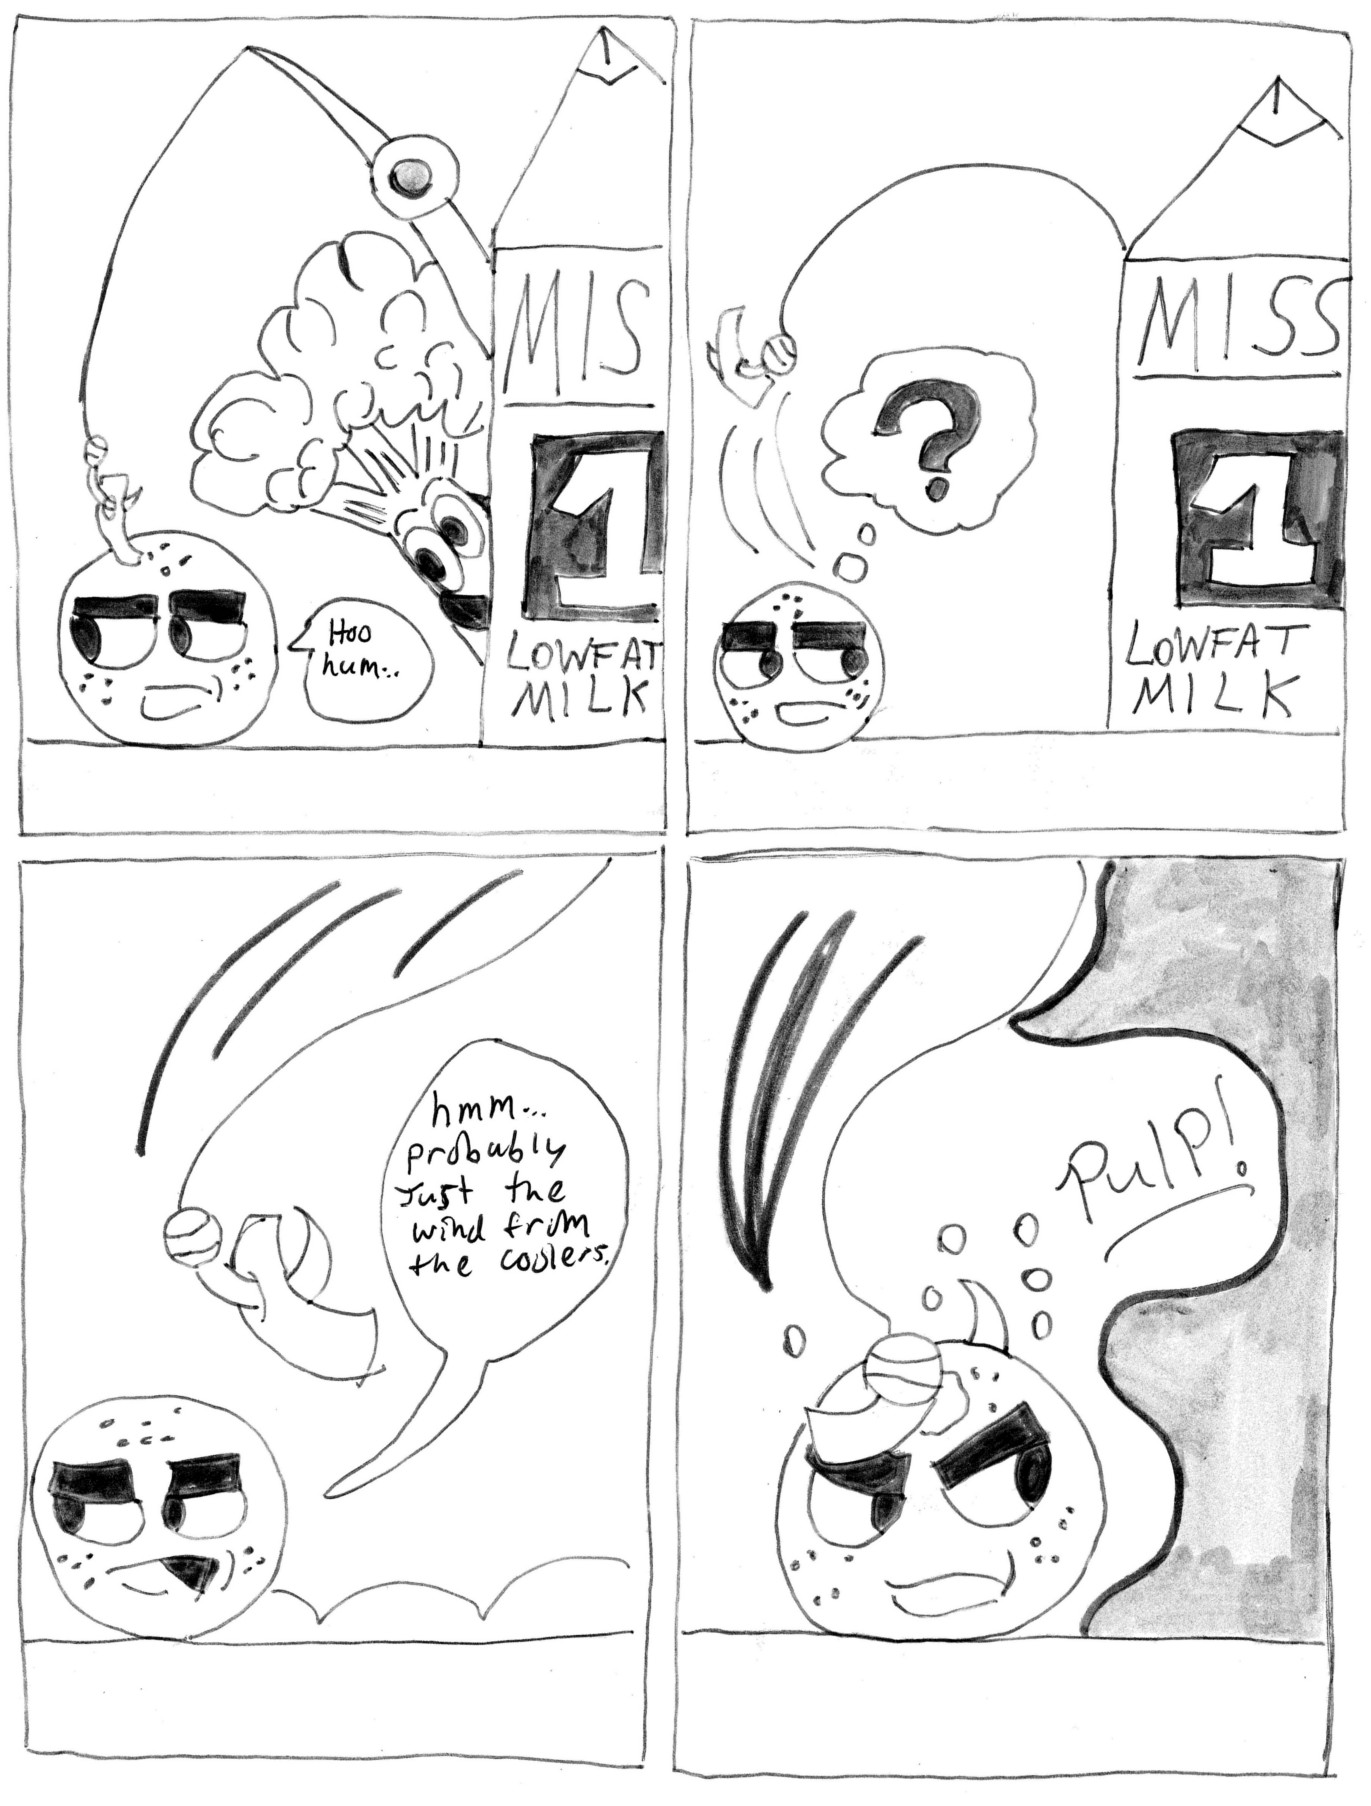 Hoo
hum...
MIS
1
LOWFAT
MILK
?
MISS
1
LOWFAT
MILK
hmm...
probably
Just the
wind from
the coolers.
Pulp!